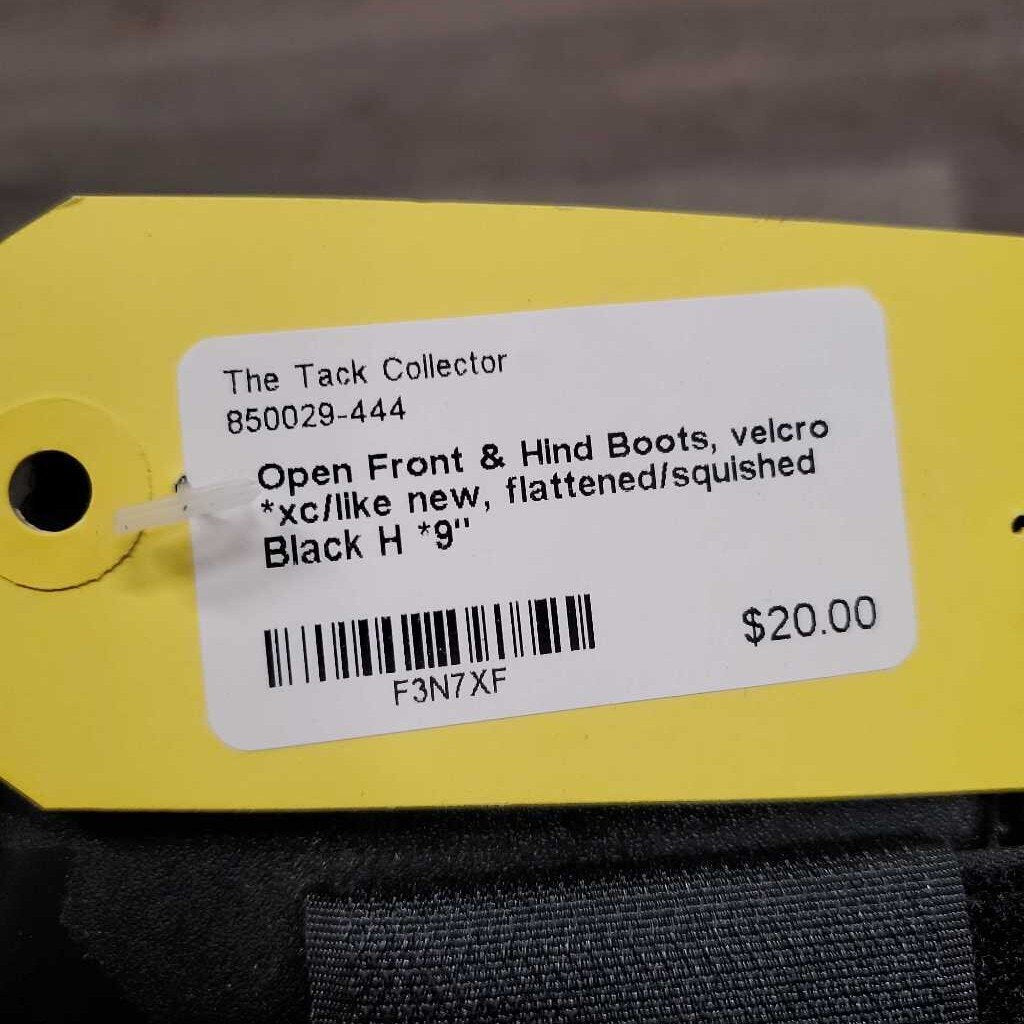 The Tack Collector
850029-444
Open Front & Hind Boots, velcro
*xc/like new, flattened/squished
Black H *9"
$20.00
F3N7XF